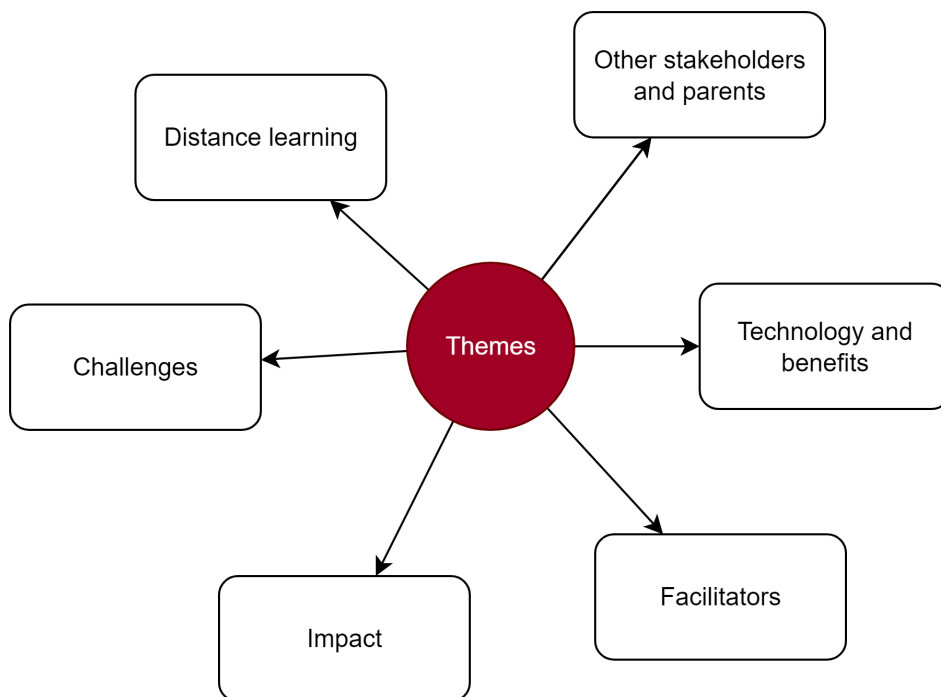 Other stakeholders
and parents
Distance learning
Themes
Technology and
benefits
Challenges
Facilitators
Impact